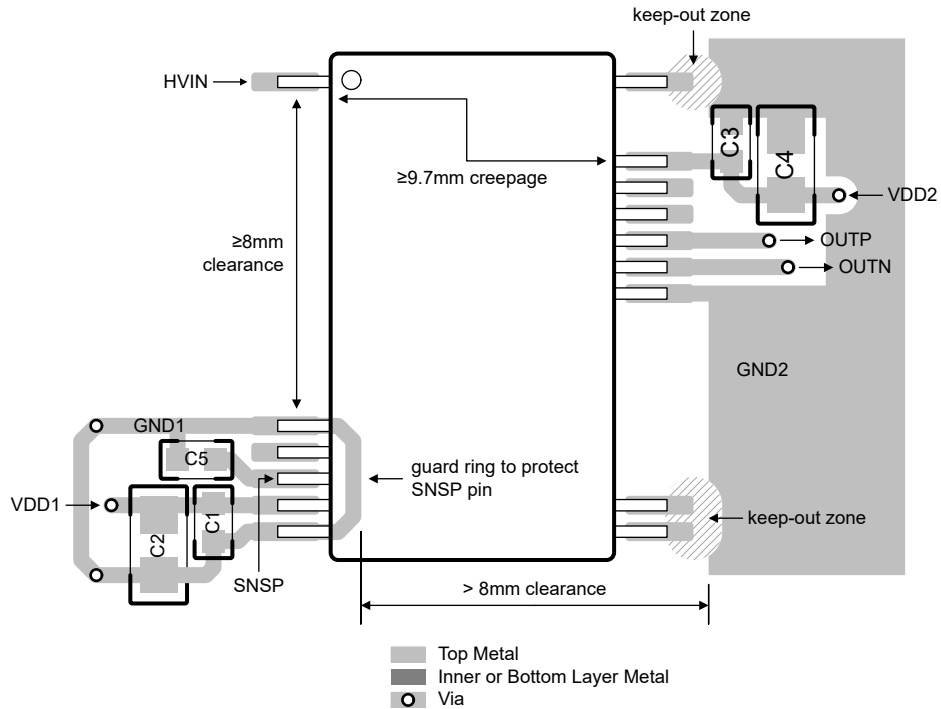 keep-out zone
HVIN
C3
C4
≥9.7mm creepage
VDD2
≥8mm
clearance
OUTP
OUTN
GND2
GND1
C5
guard ring to protect
SNSP pin
VDD1
C1
C2
keep-out zone
SNSP
> 8mm clearance
Top Metal
Inner or Bottom Layer Metal
Via